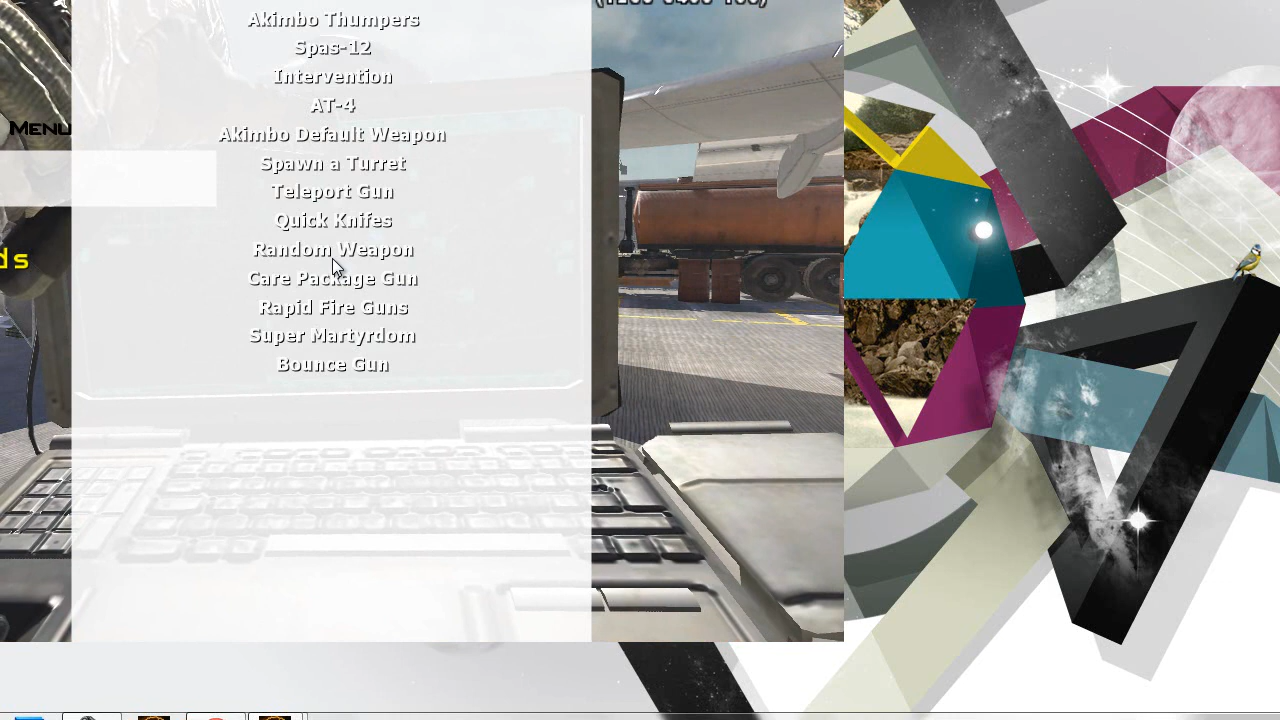 Akimbo Thumpers
Spas-12
Intervention
AT-4
Menu
Akimbo Default Weapon
Spawn a Turret
Teleport Gun
Quick Knifes
Random Weapon
ds
Care Package Gun
Rapid Fire Guns
Super Martyrdom
Bounce Gun